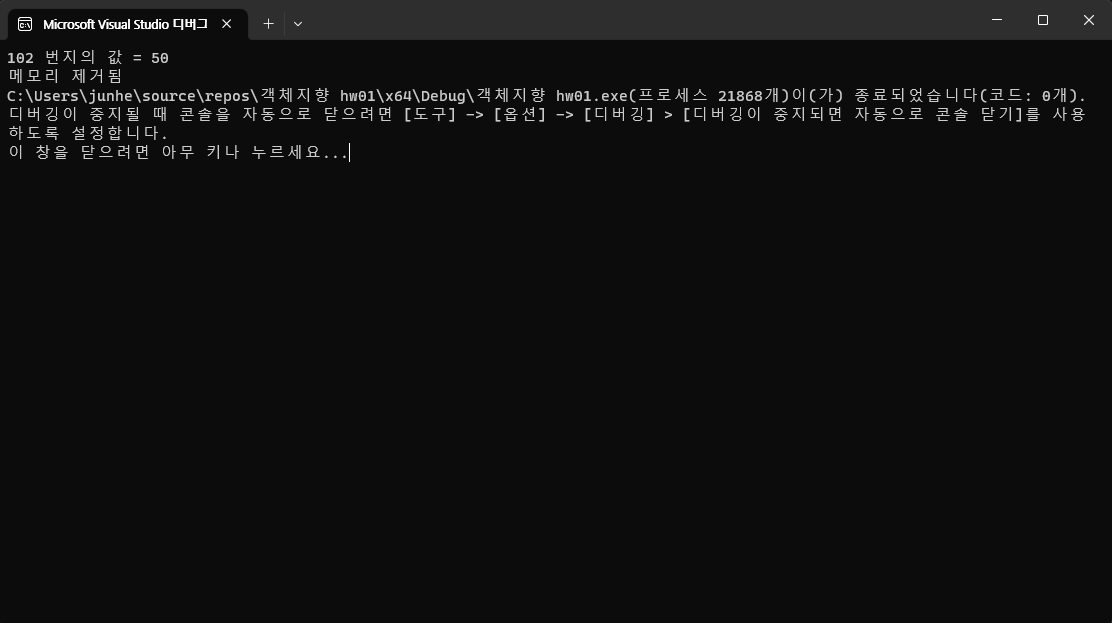 Microsoft Visual Studio 디버그
102 번지의 값 = 50
메모리 제거됨
C:\Users\junhe\source\repos\객체지향 hw01\x64\Debug\객체지향 hw01.exe(프로세스 21868개)이(가) 종료되었습니다(코드: 0개).
디버깅이 중지될 때 콘솔을 자동으로 닫으려면 [도구] -> [옵션] -> [디버깅] > [디버깅이 중지되면 자동으로 콘솔 닫기]를 사용
하도록 설정합니다.
이 창을 닫으려면 아무 키나 누르세요...